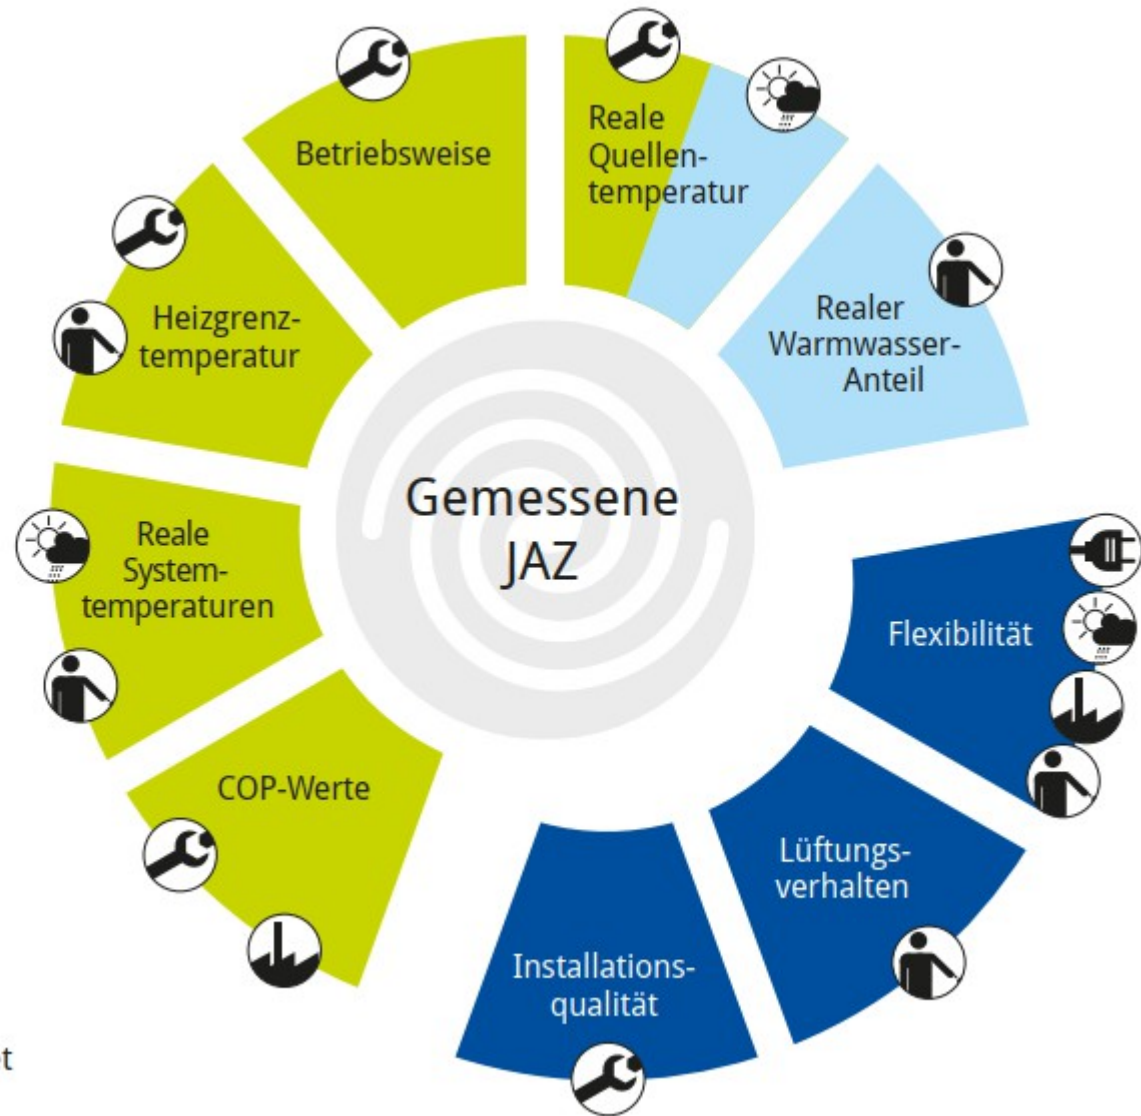 Betriebsweise
Reale
Quellen-
temperatur
Realer
Warmwasser-
Anteil
Heizgrenz-
temperatur
Gemessene
JAZ
Reale
System-
temperaturen
Flexibilität
COP-Werte
Lüftungs-
verhalten
Installations-
qualität